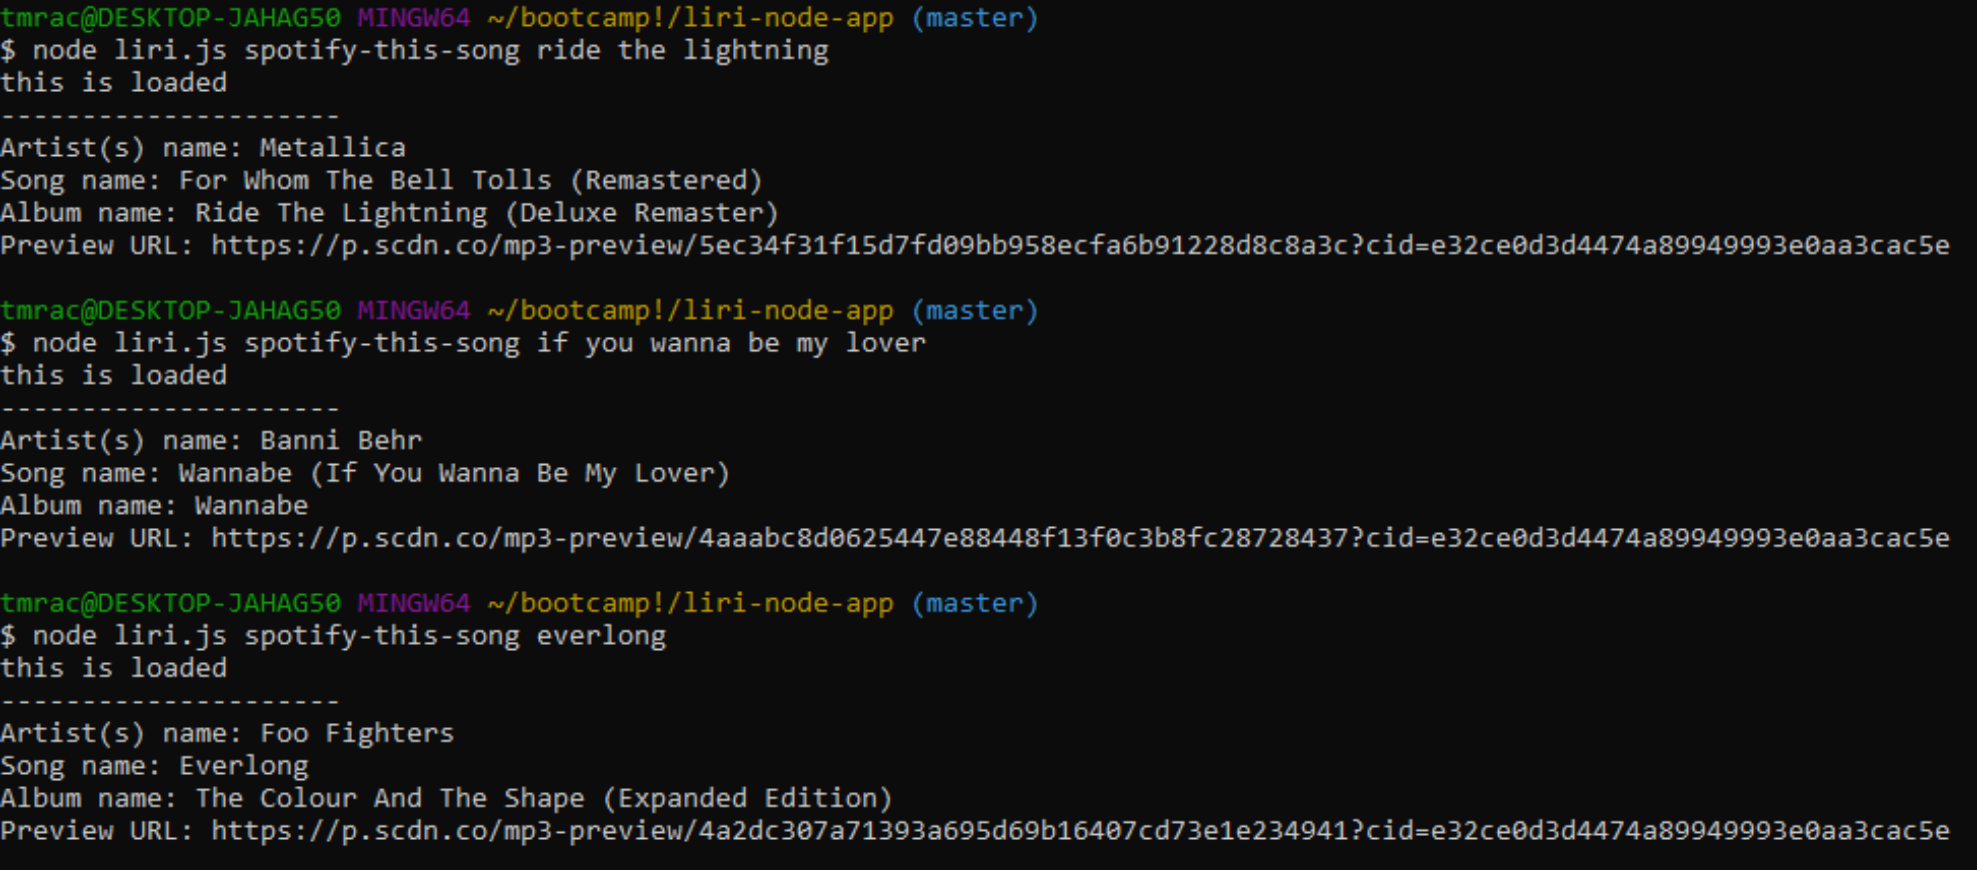 tmrac@DESKTOP-JAHAG50 MINGW64 ~/bootcamp!/liri-node-app (master)
$ node liri.js spotify-this-song ride the lightning
this is loaded
---------------------
Artist(s) name: Metallica
Song name: For Whom The Bell Tolls (Remastered)
Album name: Ride The Lightning (Deluxe Remaster)
Preview URL: https://p.scdn.co/mp3-preview/5ec34f31f15d7fd09bb958ecfa6b91228d8c8a3c?cid=e32ce0d3d4474a89949993e0aa3cac5e
tmrac@DESKTOP-JAHAG50 MINGW64 ~/bootcamp!/liri-node-app (master)
$ node liri.js spotify-this-song if you wanna be my lover
this is loaded
---------------------
Artist(s) name: Banni Behr
Song name: Wannabe (If You Wanna Be My Lover)
Album name: Wannabe
Preview URL: https://p.scdn.co/mp3-preview/4aaabc8d0625447e88448f13f0c3b8fc28728437?cid=e32ce0d3d4474a89949993e0aa3cac5e
tmrac@DESKTOP-JAHAG50 MINGW64 ~/bootcamp!/liri-node-app (master)
$ node liri.js spotify-this-song everlong
this is loaded
---------------------
Artist(s) name: Foo Fighters
Song name: Everlong
Album name: The Colour And The Shape (Expanded Edition)
Preview URL: https://p.scdn.co/mp3-preview/4a2dc307a71393a695d69b16407cd73e1e234941?cid=e32ce0d3d4474a89949993e0aa3cac5e